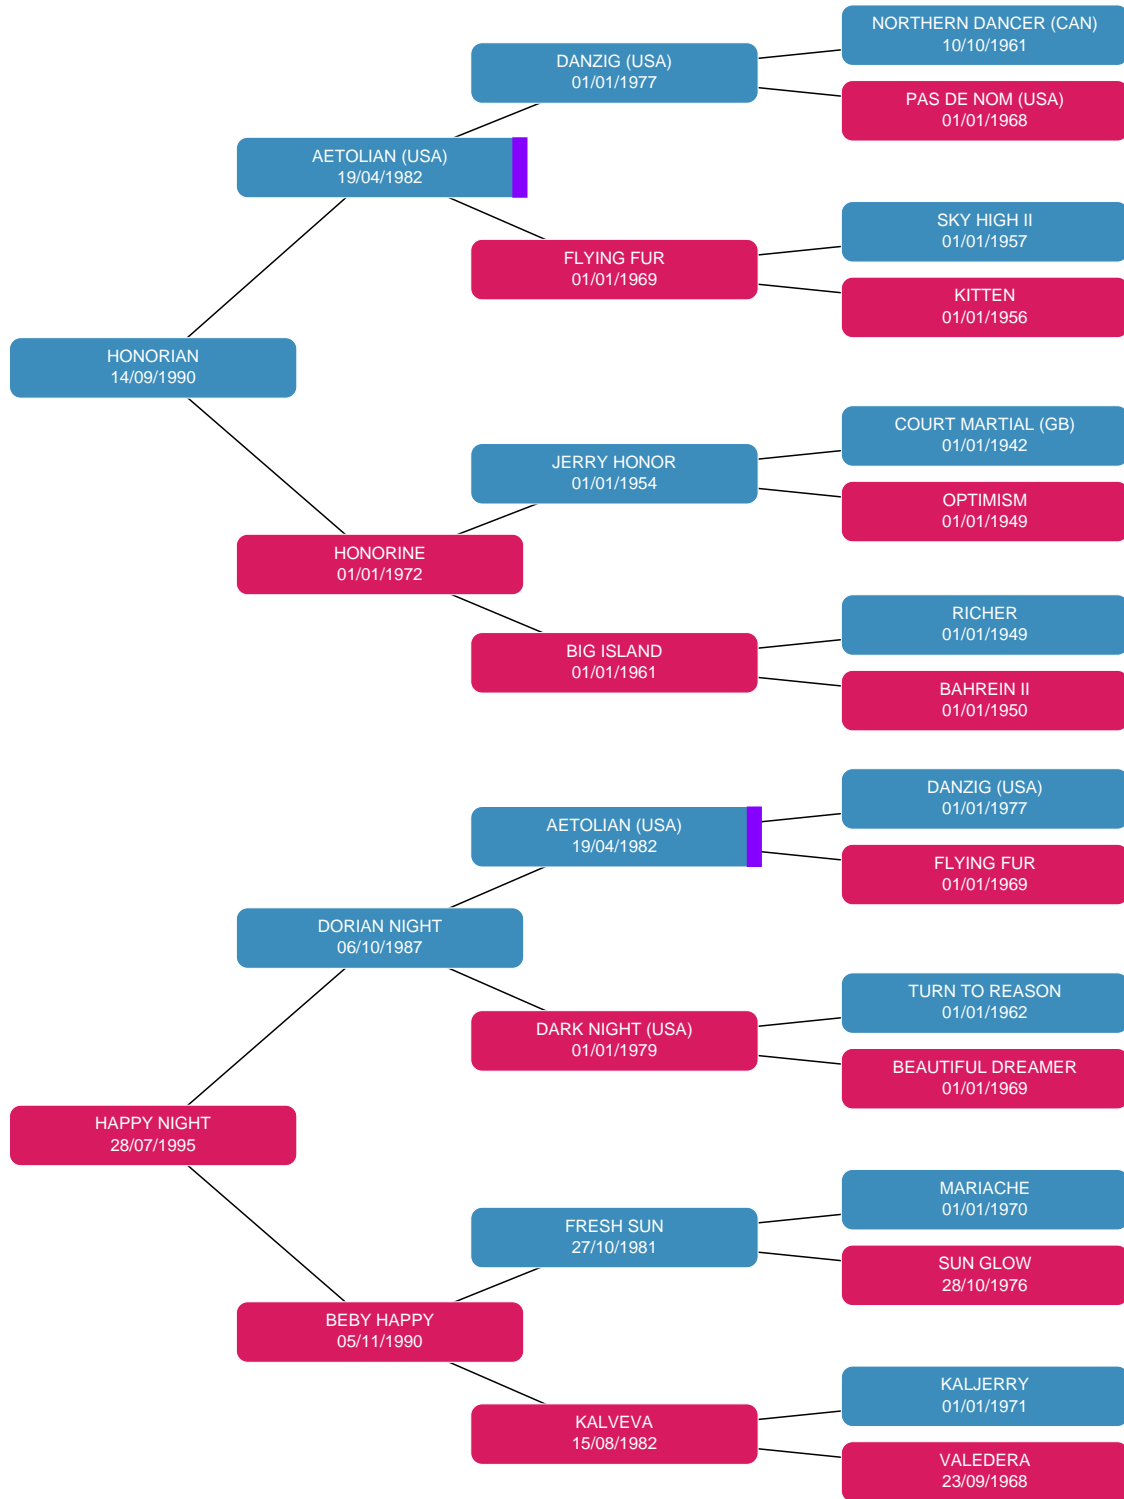 NORTHERN DANCER (CAN)
10/10/1961
DANZIG (USA)
01/01/1977
PAS DE NOM (USA)
01/01/1968
AETOLIAN (USA)
19/04/1982
SKY HIGH II
01/01/1957
FLYING FUR
01/01/1969
KITTEN
01/01/1956
HONORIAN
14/09/1990
COURT MARTIAL (GB)
01/01/1942
JERRY HONOR
01/01/1954
OPTIMISM
01/01/1949
HONORINE
01/01/1972
RICHER
01/01/1949
BIG ISLAND
01/01/1961
BAHREIN II
01/01/1950
DANZIG (USA)
01/01/1977
AETOLIAN (USA)
19/04/1982
FLYING FUR
01/01/1969
DORIAN NIGHT
06/10/1987
TURN TO REASON
01/01/1962
DARK NIGHT (USA)
01/01/1979
BEAUTIFUL DREAMER
01/01/1969
HAPPY NIGHT
28/07/1995
MARIACHE
01/01/1970
FRESH SUN
27/10/1981
SUN GLOW
28/10/1976
BEBY HAPPY
05/11/1990
KALJERRY
01/01/1971
KALVEVA
15/08/1982
VALEDERA
23/09/1968